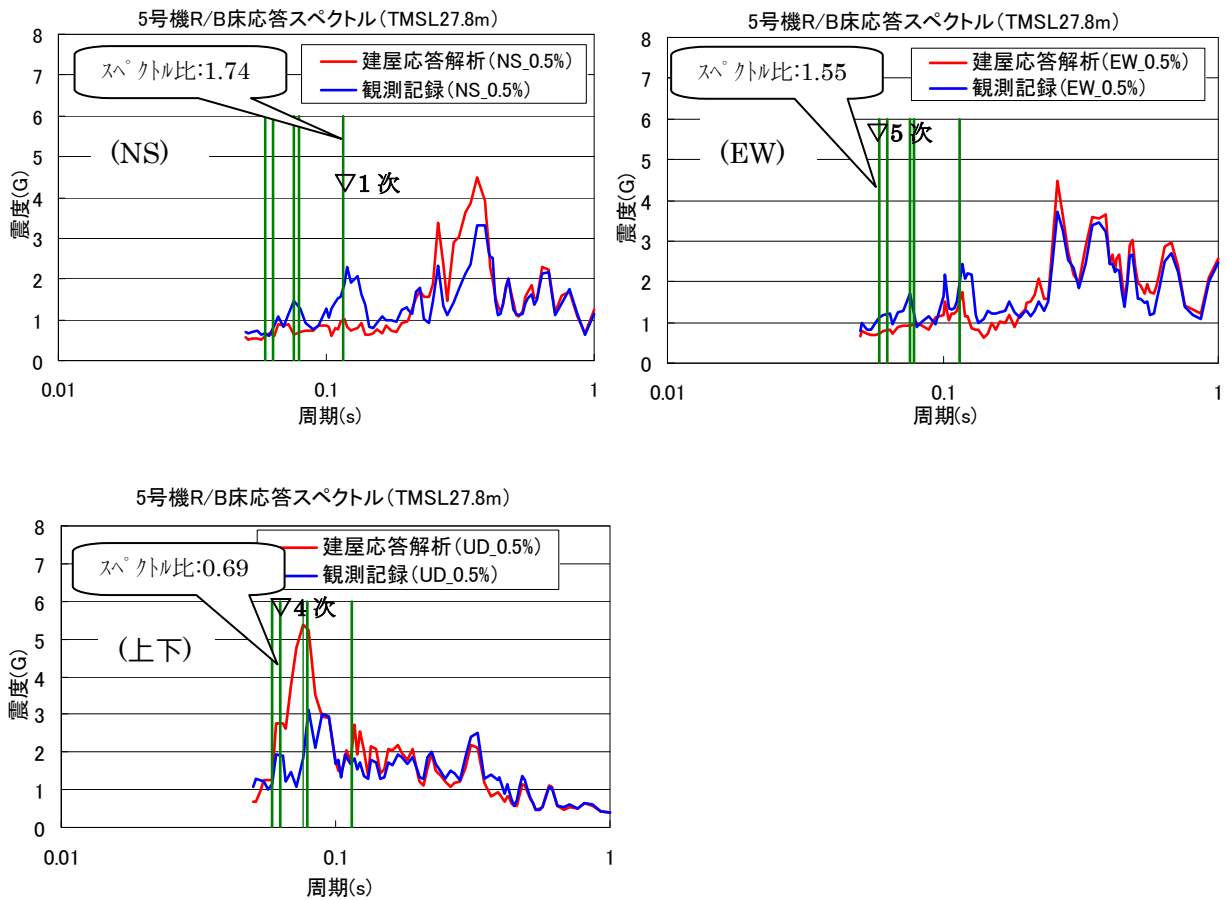 5号機R/B床応答スペクトル(TMSL27.8m)
8
7
6
5
4
3
2
1
0
震度(G)
スペクトル比:1.74
建屋応答解析(NS_0.5%)
観測記録(NS_0.5%)
(NS)
▽1次
0.01
0.1
1
周期(s)
5号機R/B床応答スペクトル(TMSL27.8m)
8
7
6
5
4
3
2
1
0
震度(G)
スペクトル比:1.55
建屋応答解析(EW_0.5%)
観測記録(EW_0.5%)
▽5次
(EW)
0.01
0.1
1
周期(s)
5号機R/B床応答スペクトル(TMSL27.8m)
8
7
6
5
4
3
2
1
0
震度(G)
スペクトル比:0.69
建屋応答解析(UD_0.5%)
観測記録(UD_0.5%)
▽4次
(上下)
0.01
0.1
1
周期(s)